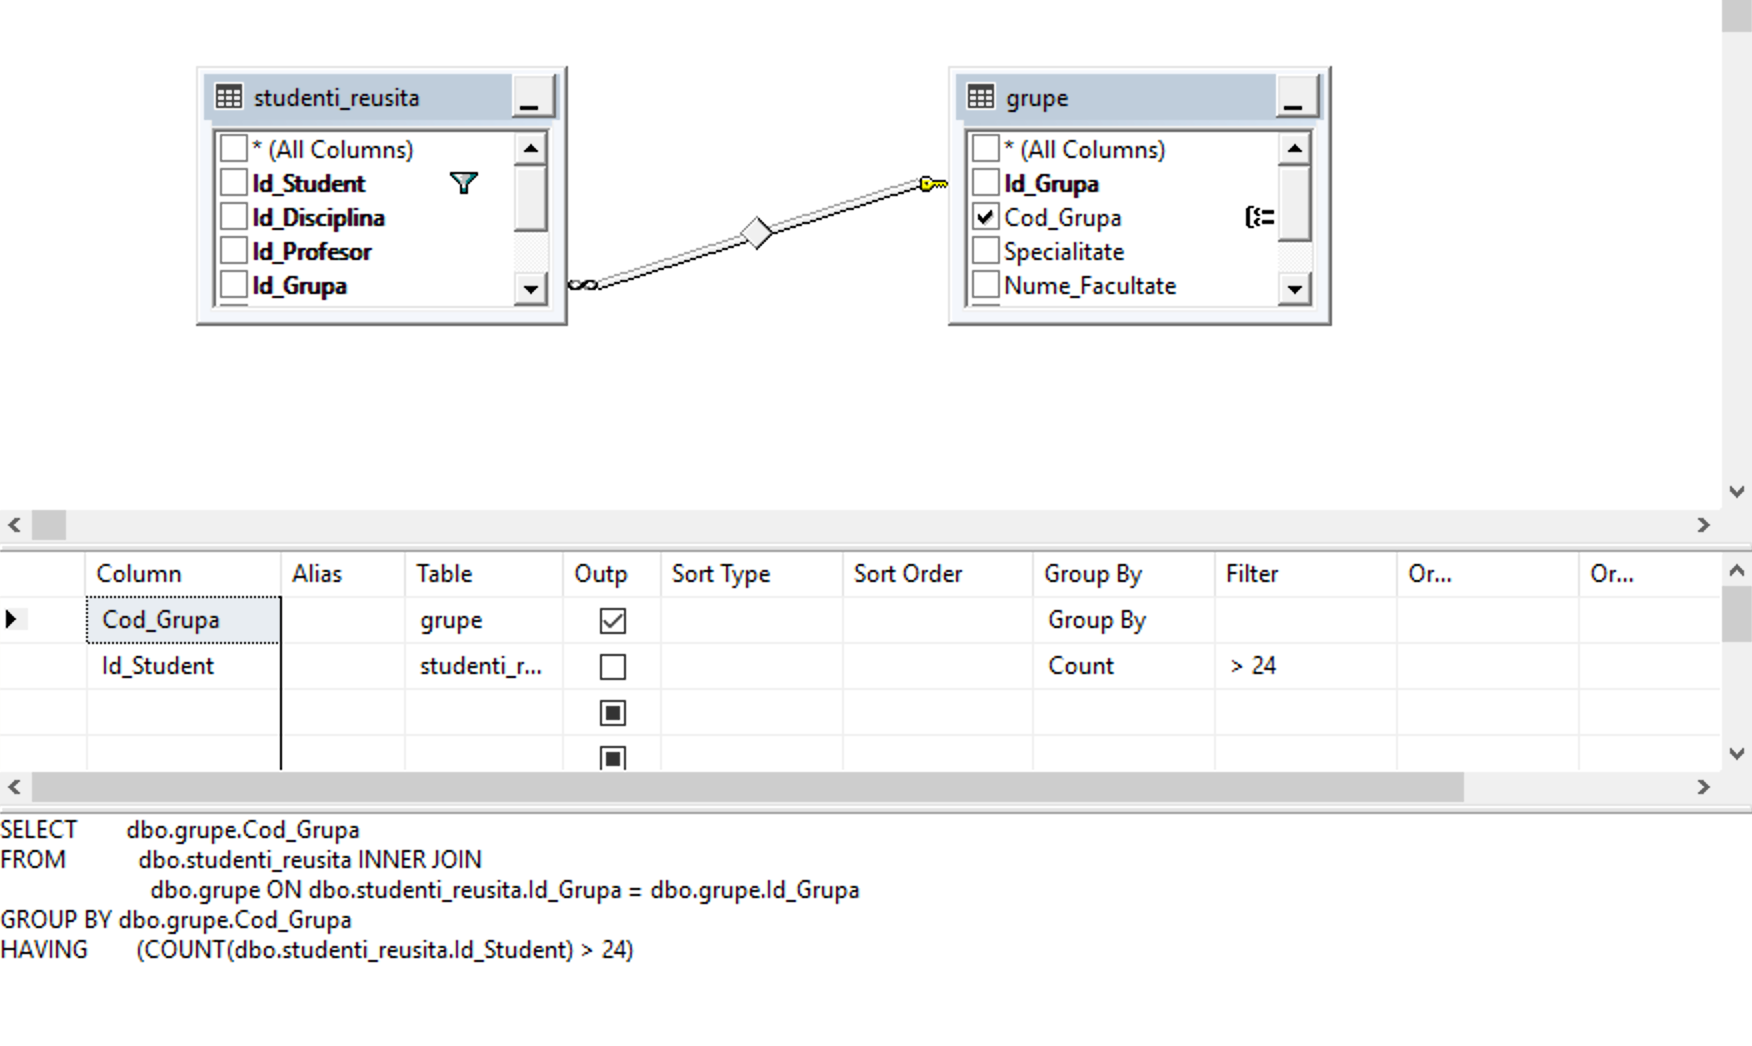 studenti_reusita
* (All Columns)
Id_Student
Id_Disciplina
Id_Profesor
Id_Grupa
grupe
* (All Columns)
Id_Grupa
Cod_Grupa
Specialitate
Nume_Facultate
Column Alias Table Outp Sort Type Sort Order Group By Filter Or... Or...
Cod_Grupa grupe Group By
Id_Student studenti_r... Count > 24
SELECT dbo.grupe.Cod_Grupa
FROM dbo.studenti_reusita INNER JOIN
dbo.grupe ON dbo.studenti_reusita.Id_Grupa = dbo.grupe.Id_Grupa
GROUP BY dbo.grupe.Cod_Grupa
HAVING (COUNT(dbo.studenti_reusita.Id_Student) > 24)